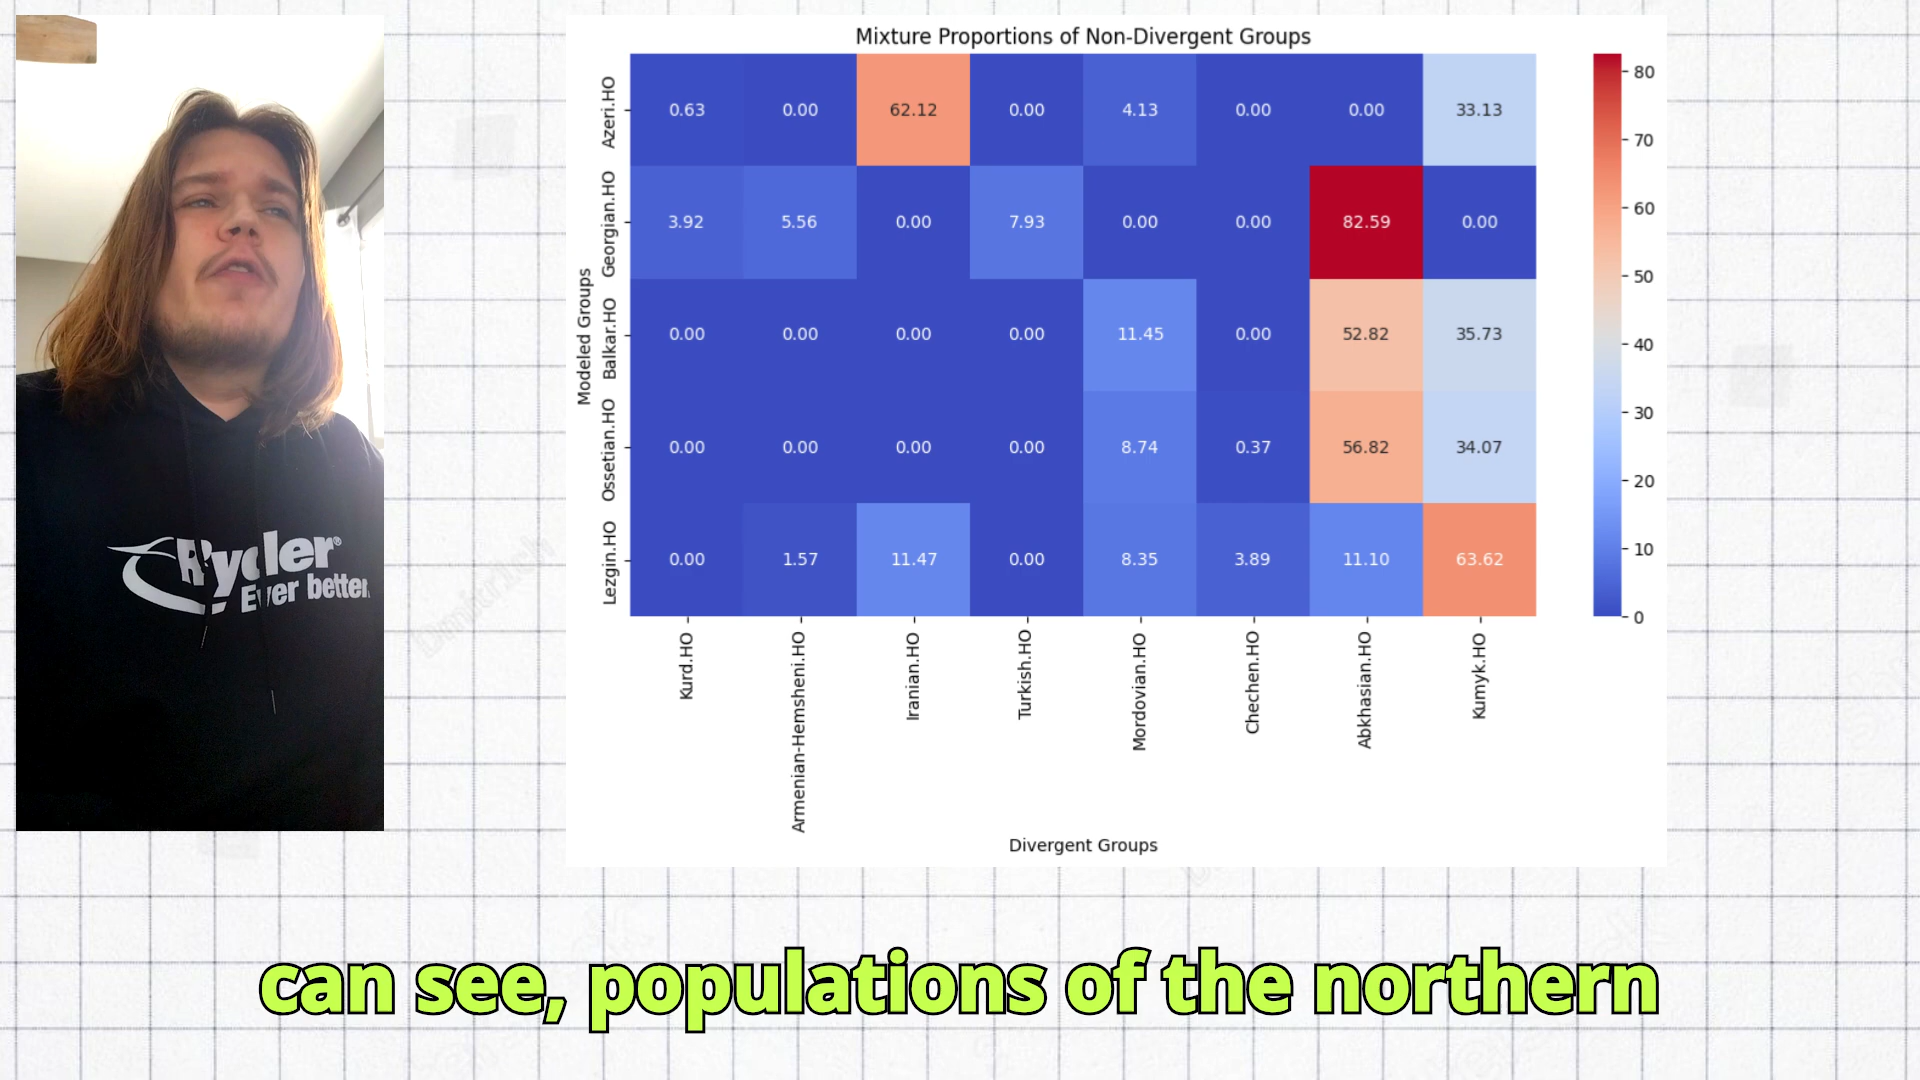 Mixture Proportions of Non-Divergent Groups
Modeled Groups
Azeri.HO
0.63 0.00 62.12 0.00 4.13 0.00 0.00 33.13
Georgian.HO
3.92 5.56 0.00 7.93 0.00 0.00 82.59 0.00
Balkar.HO
0.00 0.00 0.00 0.00 11.45 0.00 52.82 35.73
Ossetian.HO
0.00 0.00 0.00 0.00 8.74 0.37 56.82 34.07
Lezgin.HO
0.00 1.57 11.47 0.00 8.35 3.89 11.10 63.62
Kurd.HO
Armenian-Hemsheni.HO
Iranian.HO
Turkish.HO
Mordovian.HO
Chechen.HO
Abkhasian.HO
Kumyk.HO
Divergent Groups
80
70
60
50
40
30
20
10
0
Ryder®
Ever better.
Dmitrich
can see, populations of the northern